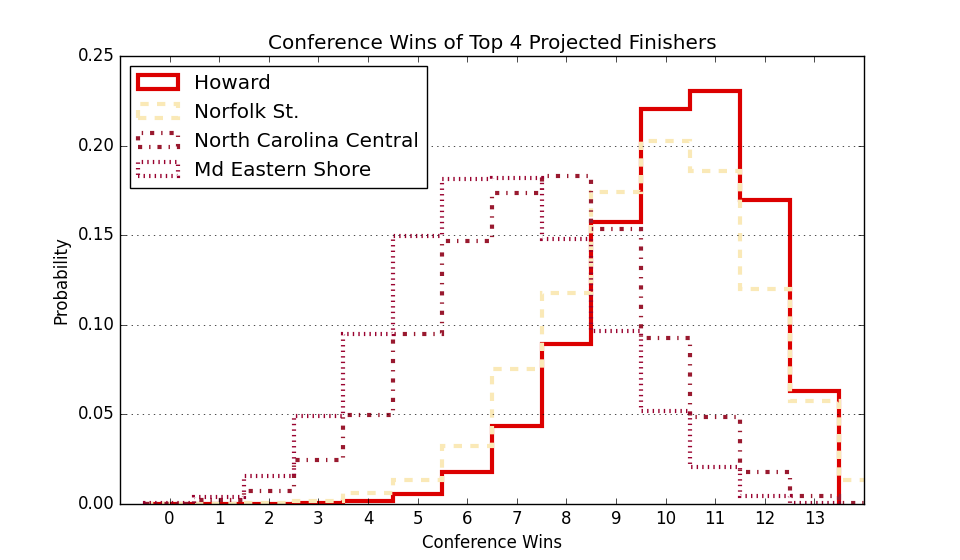 Conference Wins of Top 4 Projected Finishers
0.25
0.20
0.15
0.10
0.05
0.00
Probability
Howard
Norfolk St.
North Carolina Central
Md Eastern Shore
0 1 2 3 4 5 6 7 8 9 10 11 12 13
Conference Wins